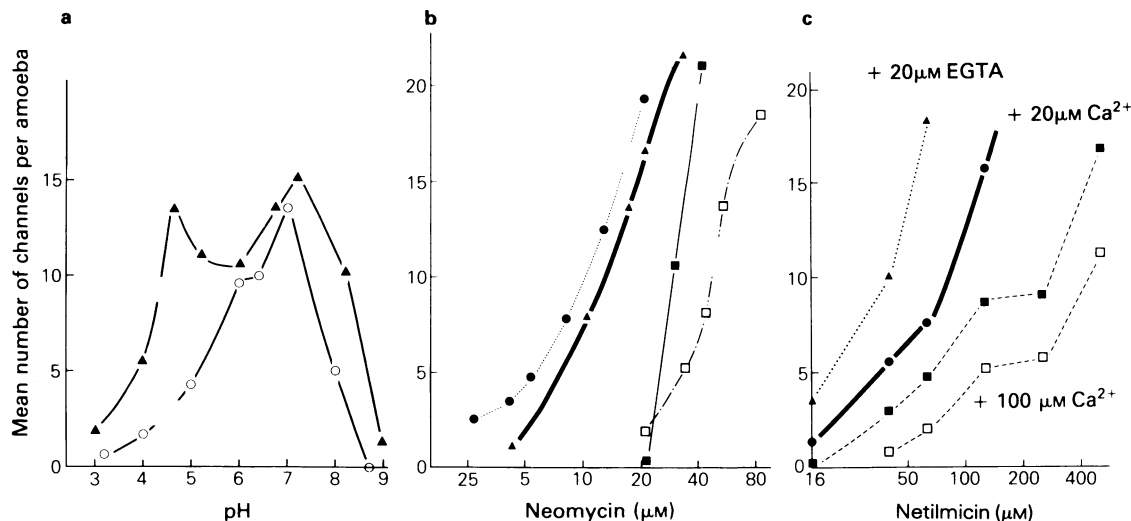 a
b
c
Mean number of channels per amoeba
15
10
5
0
3 4 5 6 7 8 9
pH
20
15
10
5
0
25 5 10 20 40 80
Neomycin (μM)
+ 20μM EGTA
+ 20μM Ca²⁺
+ 100 μM Ca²⁺
20
15
10
5
0
16 50 100 200 400
Netilmicin (μM)